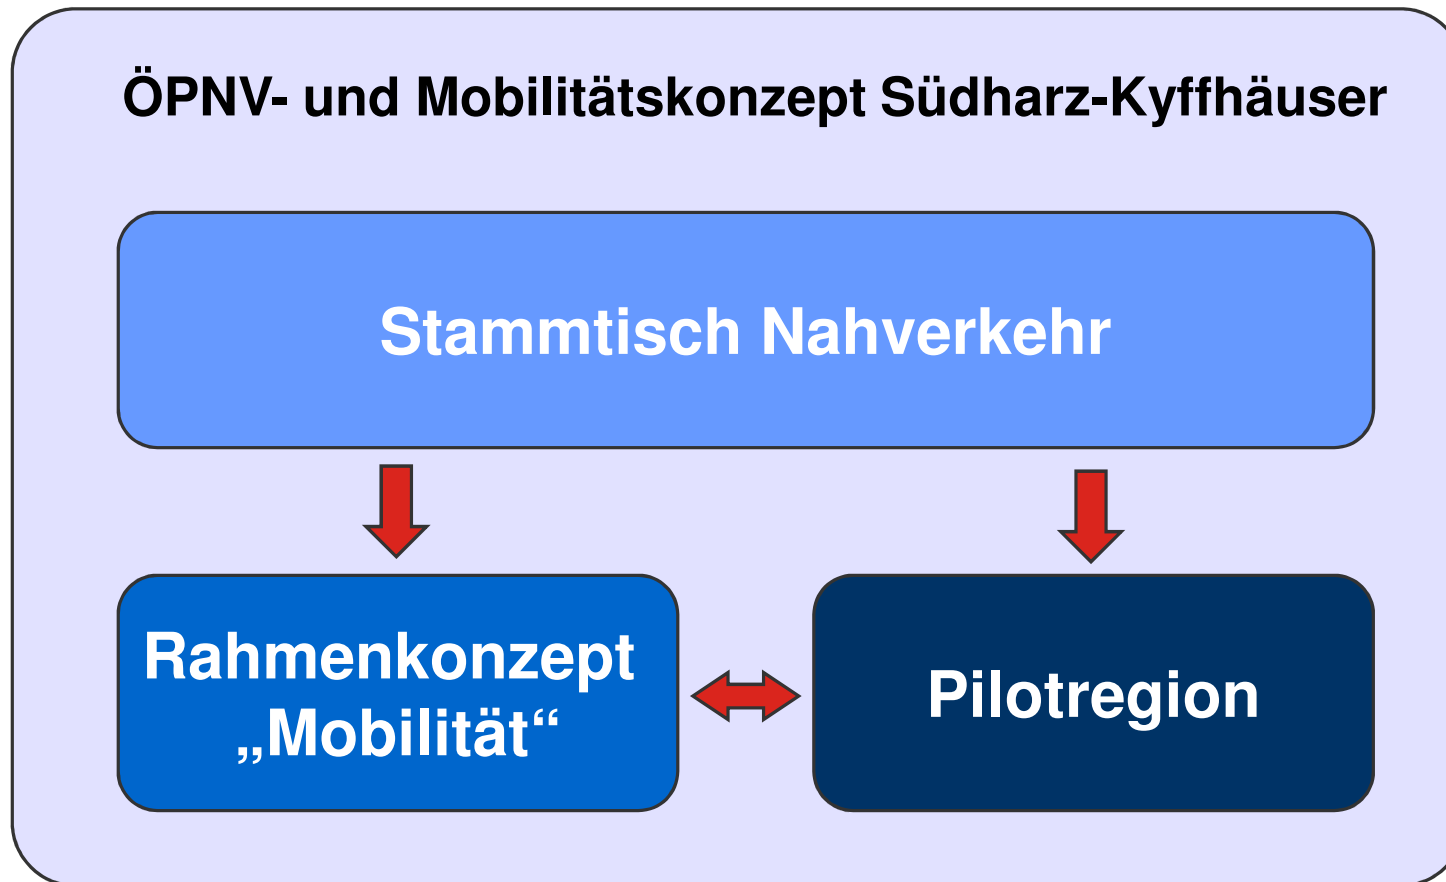 ÖPNV- und Mobilitätskonzept Südharz-Kyffhäuser
Stammtisch Nahverkehr
Rahmenkonzept
„Mobilität“
Pilotregion